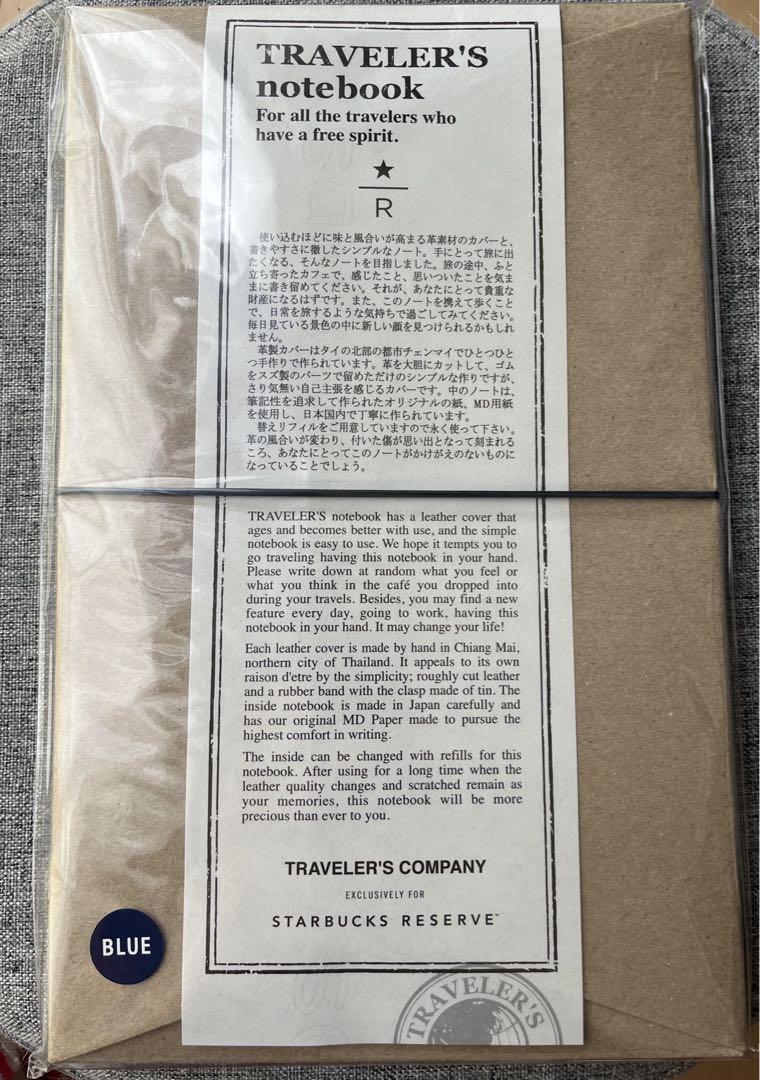 TRAVELER'S
notebook
For all the travelers who
have a free spirit.
R
使い込むほどに味と風合いが高まる革素材のカバーと、
書きやすさに徹したシンプルなノート。手にとって旅に出
たくなる、そんなノートを目指しました。旅の途中、ふと
立ち寄ったカフェで、感じたこと、思いついたことを気ま
まに書き留めてください。それが、あなたにとって貴重な
財産になるはずです。また、このノートを携えて歩くこと
で、日常を旅するような気持ちで過ごしてみてください。
毎日見ている景色の中に新しい顔を見つけられるかもしれ
ません。
革製カバーはタイの北部の都市チェンマイでひとつひと
つ手作りで作られています。革を大胆にカットして、ゴム
をスズ製のパーツで留めただけのシンプルな作りですが、
さり気無い自己主張を感じるカバーです。中のノートは、
筆記性を追求して作られたオリジナルの紙、MD用紙
を使用し、日本国内で丁寧に作られています。
替えリフィルをご用意していますので永く使って下さい。
革の風合いが変わり、付いた傷が思い出となって刻まれる
ころ、あなたにとってこのノートがかけがえのないものに
なっていることでしょう。
TRAVELER'S notebook has a leather cover that
ages and becomes better with use, and the simple
notebook is easy to use. We hope it tempts you to
go traveling having this notebook in your hand.
Please write down at random what you feel or
what you think in the café you dropped into
during your travels. Besides, you may find a new
feature every day, going to work, having this
notebook in your hand. It may change your life!
Each leather cover is made by hand in Chiang Mai,
northern city of Thailand. It appeals to its own
raison d'etre by the simplicity; roughly cut leather
and a rubber band with the clasp made of tin. The
inside notebook is made in Japan carefully and
has our original MD Paper made to pursue the
highest comfort in writing.
The inside can be changed with refills for this
notebook. After using for a long time when the
leather quality changes and scratched remain as
your memories, this notebook will be more
precious than ever to you.
TRAVELER'S COMPANY
EXCLUSIVELY FOR
STARBUCKS RESERVE™
BLUE
TRAVELER'S